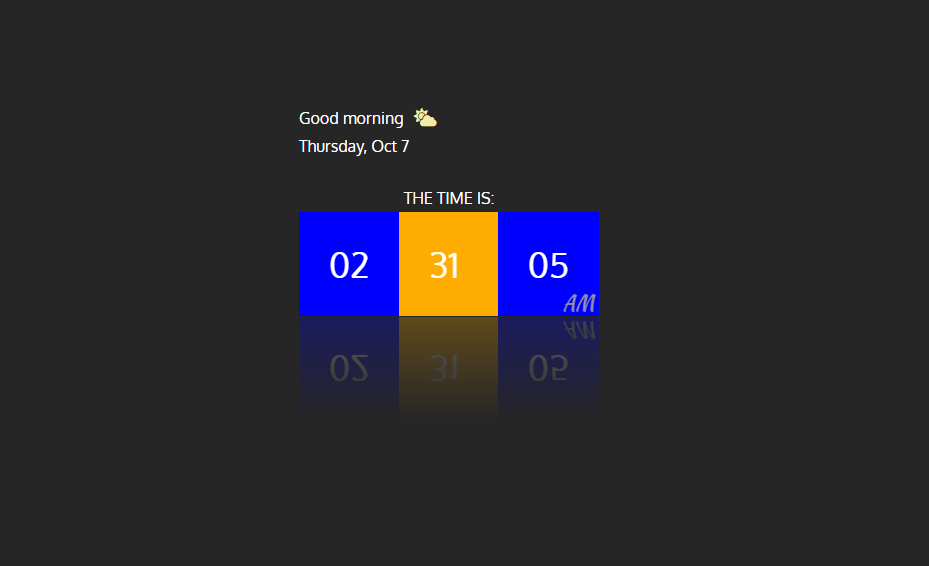 Good morning
Thursday, Oct 7
THE TIME IS:
02 31 05
AM